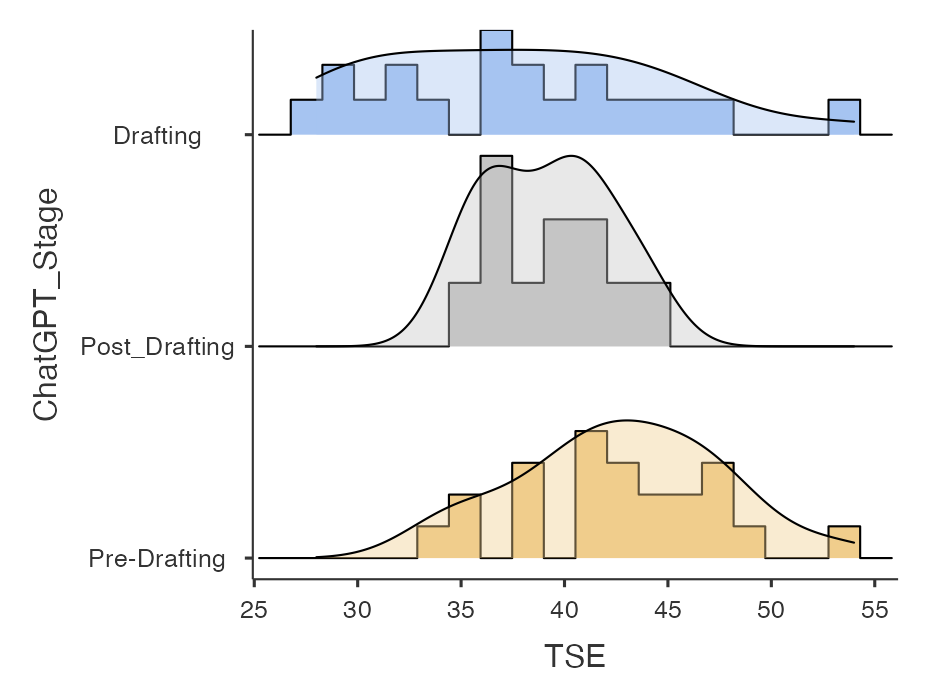 Drafting
Post_Drafting
Pre-Drafting
ChatGPT_Stage
25 30 35 40 45 50 55
TSE